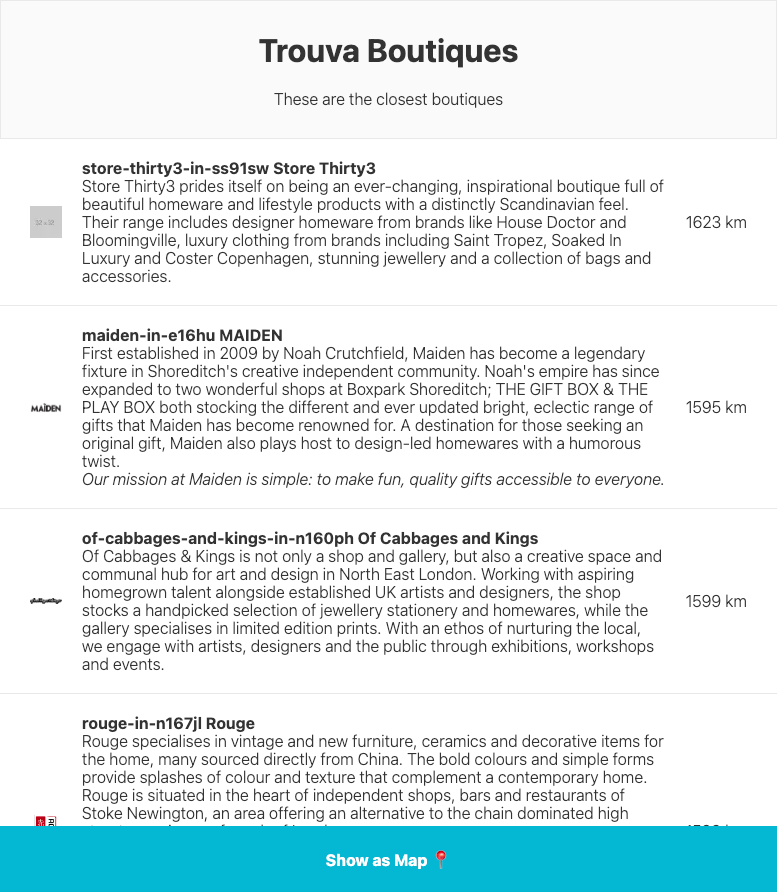 Trouva Boutiques
These are the closest boutiques
store-thirty3-in-ss91sw Store Thirty3
Store Thirty3 prides itself on being an ever-changing, inspirational boutique full of
beautiful homeware and lifestyle products with a distinctly Scandinavian feel.
Their range includes designer homeware from brands like House Doctor and
Bloomingville, luxury clothing from brands including Saint Tropez, Soaked In
Luxury and Coster Copenhagen, stunning jewellery and a collection of bags and
accessories.
1623 km
maiden-in-e16hu MAIDEN
First established in 2009 by Noah Crutchfield, Maiden has become a legendary
fixture in Shoreditch's creative independent community. Noah's empire has since
expanded to two wonderful shops at Boxpark Shoreditch; THE GIFT BOX & THE
PLAY BOX both stocking the different and ever updated bright, eclectic range of
gifts that Maiden has become renowned for. A destination for those seeking an
original gift, Maiden also plays host to design-led homewares with a humorous
twist.
Our mission at Maiden is simple: to make fun, quality gifts accessible to everyone.
MAIDEN
1595 km
of-cabbages-and-kings-in-n160ph Of Cabbages and Kings
Of Cabbages & Kings is not only a shop and gallery, but also a creative space and
communal hub for art and design in North East London. Working with aspiring
homegrown talent alongside established UK artists and designers, the shop
stocks a handpicked selection of jewellery stationery and homewares, while the
gallery specialises in limited edition prints. With an ethos of nurturing the local,
we engage with artists, designers and the public through exhibitions, workshops
and events.
1599 km
rouge-in-n167jl Rouge
Rouge specialises in vintage and new furniture, ceramics and decorative items for
the home, many sourced directly from China. The bold colours and simple forms
provide splashes of colour and texture that complement a contemporary home.
Rouge is situated in the heart of independent shops, bars and restaurants of
Stoke Newington, an area offering an alternative to the chain dominated high
Show as Map